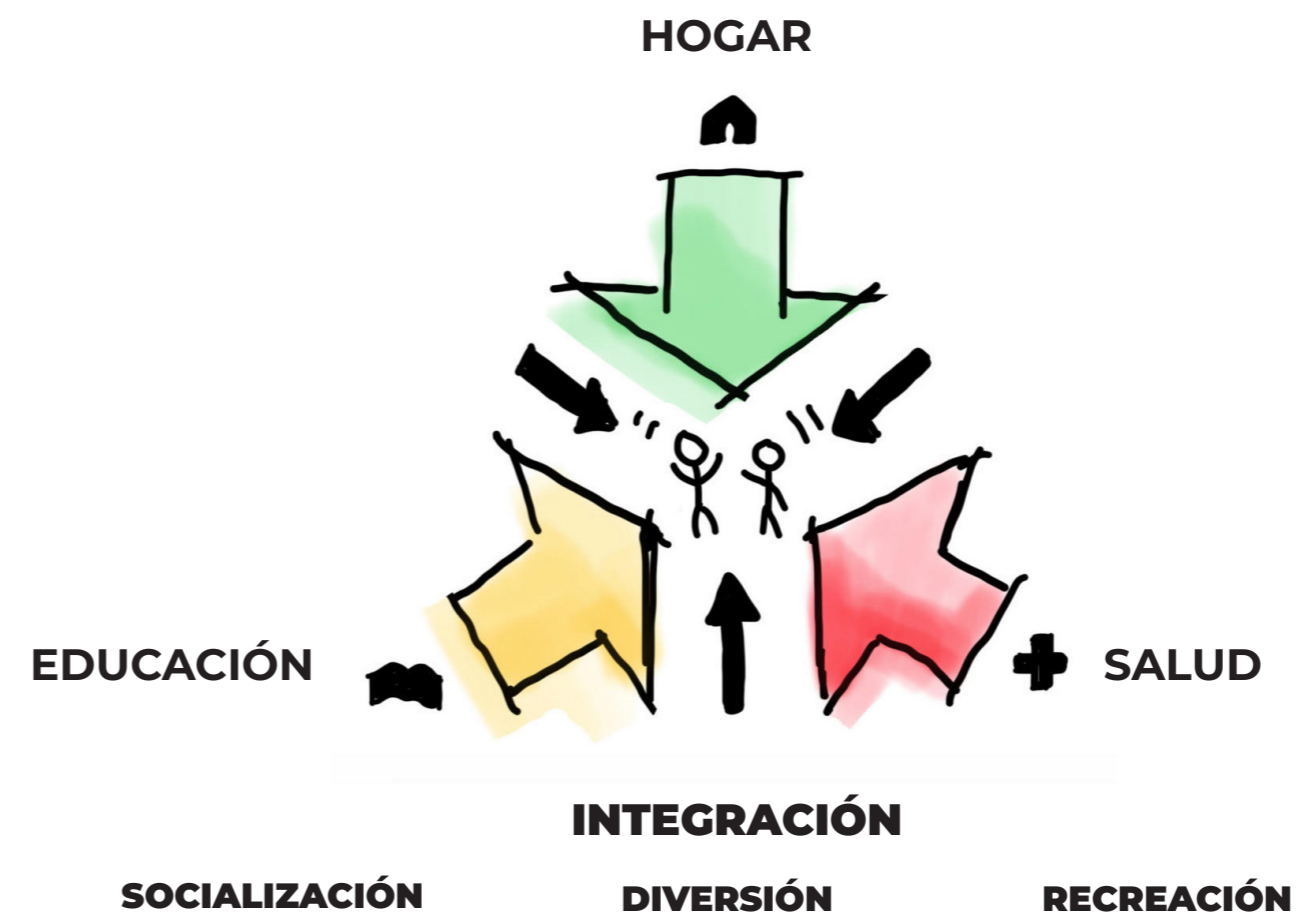 HOGAR
EDUCACIÓN
SALUD
INTEGRACIÓN
SOCIALIZACIÓN
DIVERSIÓN
RECREACIÓN